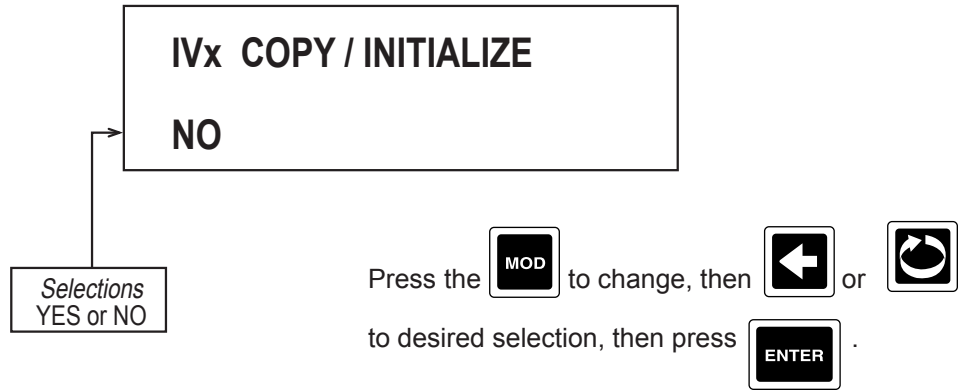 IVx COPY / INITIALIZE
NO
Selections
YES or NO
Press the MOD to change, then or
to desired selection, then press ENTER .